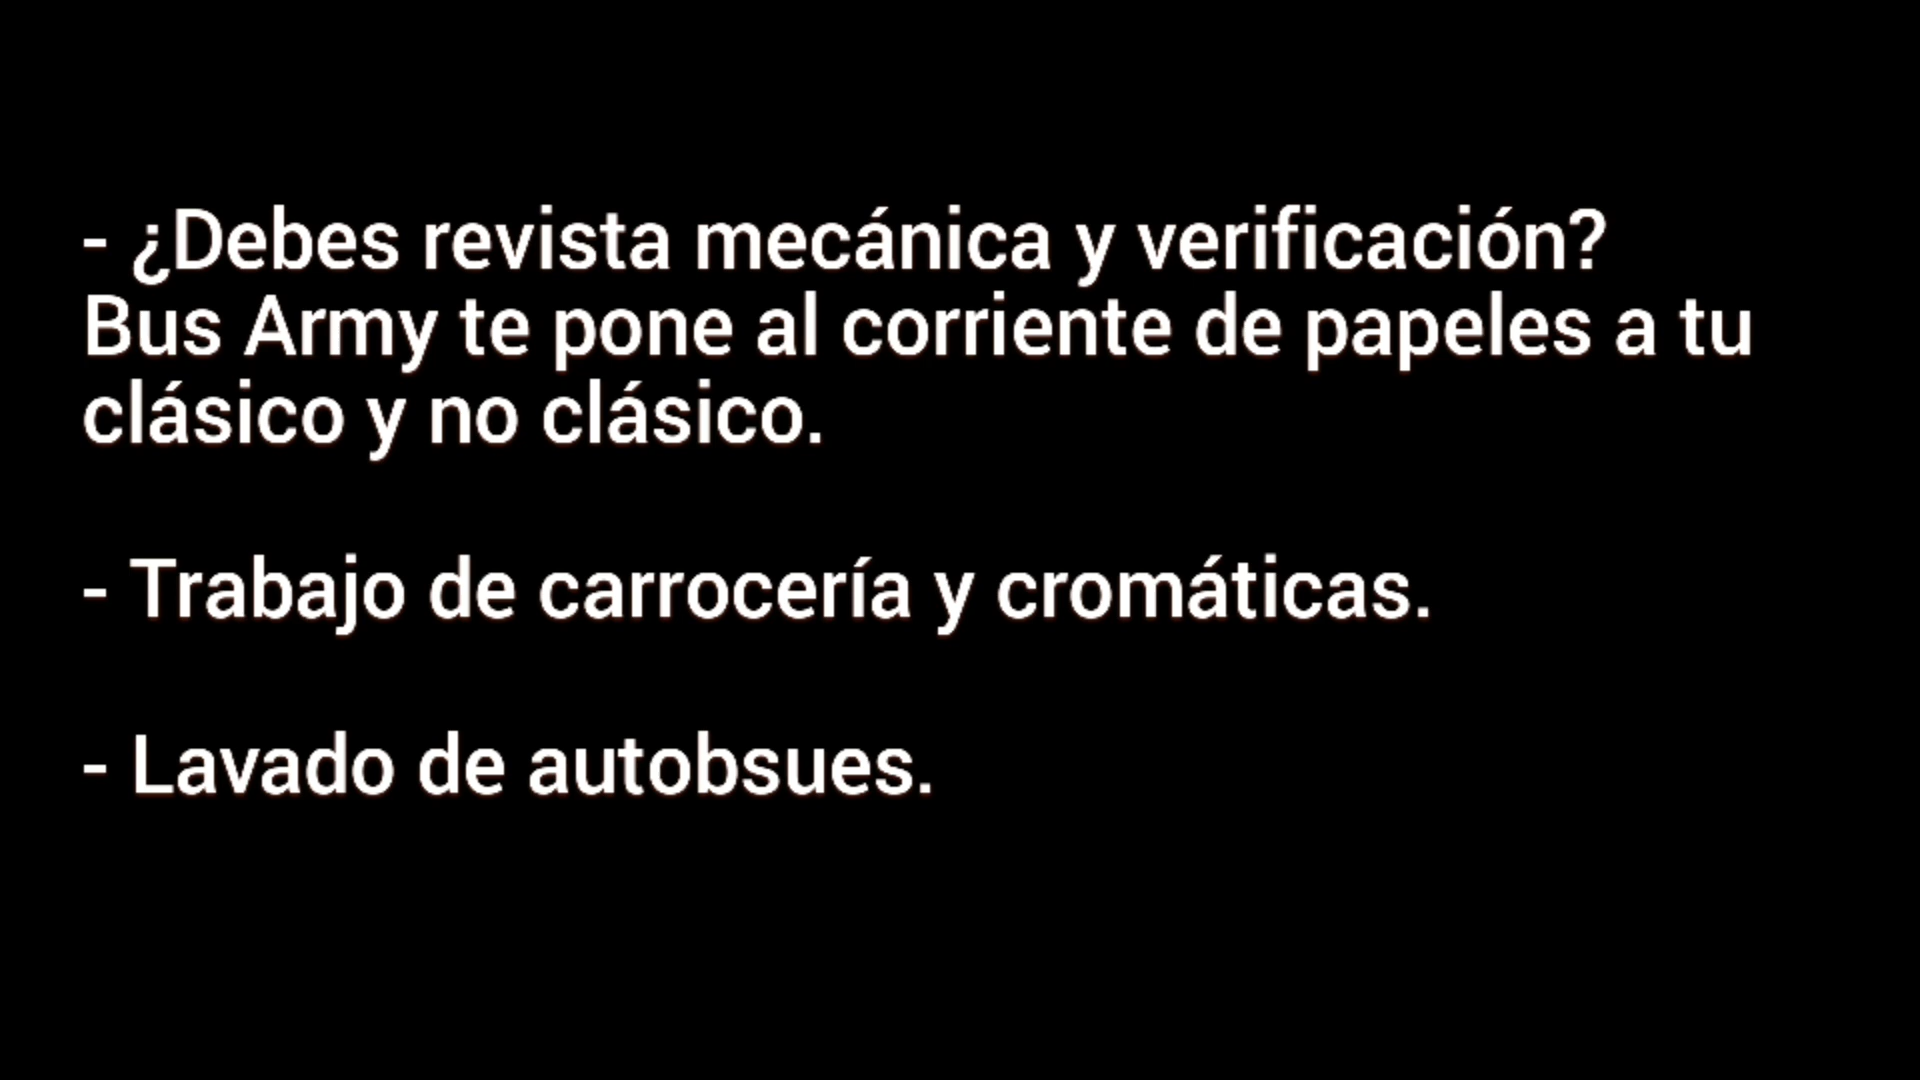 - ¿Debes revista mecánica y verificación?
Bus Army te pone al corriente de papeles a tu
clásico y no clásico.
- Trabajo de carrocería y cromáticas.
- Lavado de autobsues.